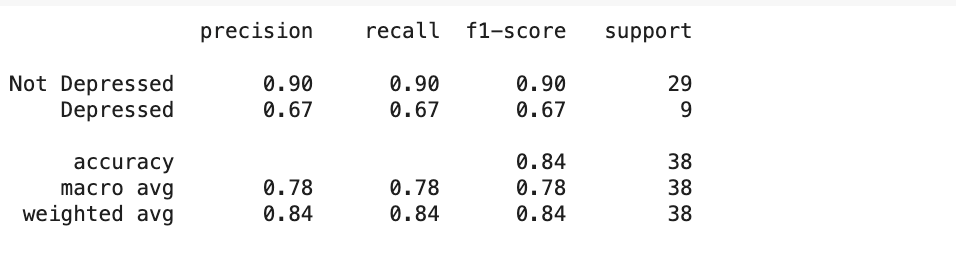 precision recall f1-score support
Not Depressed 0.90 0.90 0.90 29
Depressed 0.67 0.67 0.67 9
accuracy 0.84 38
macro avg 0.78 0.78 0.78 38
weighted avg 0.84 0.84 0.84 38